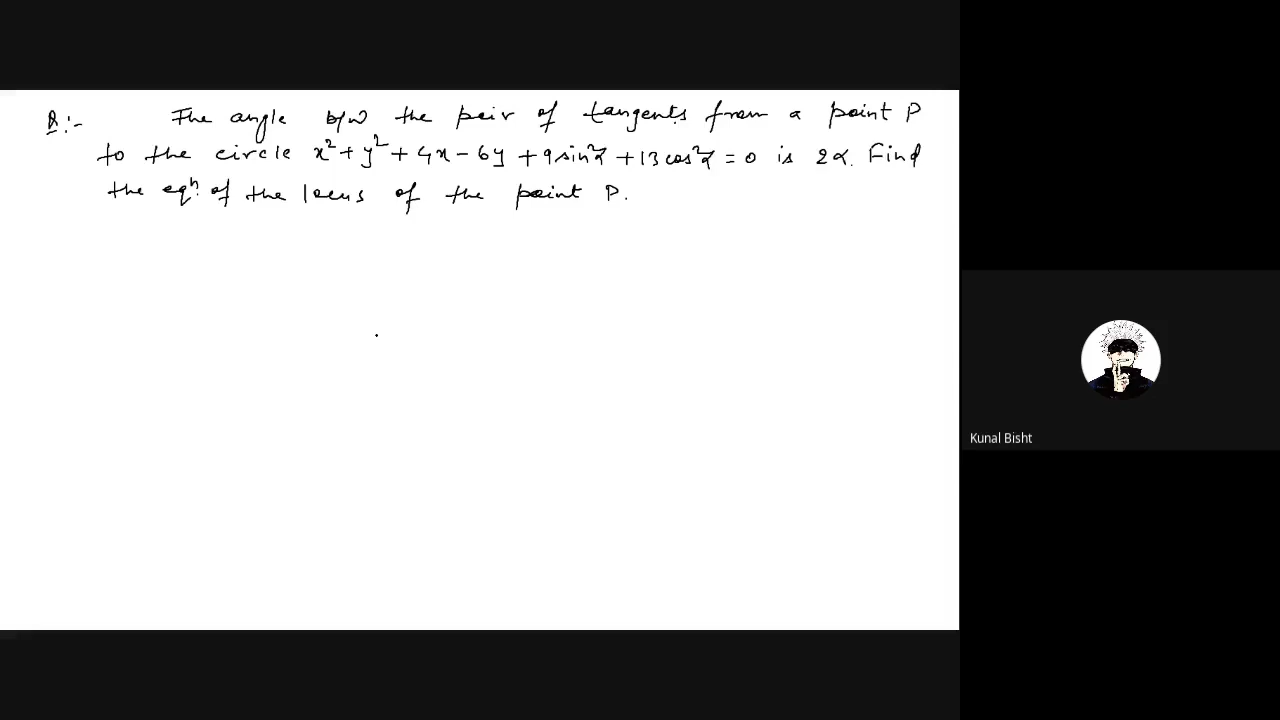 Q:- The angle b/w the pair of tangents from a point P
to the circle x² + y² + 4x - 6y + 9sin²α + 13cos²α = 0 is 2α. Find
the eqⁿ. of the locus of the point P.
Kunal Bisht